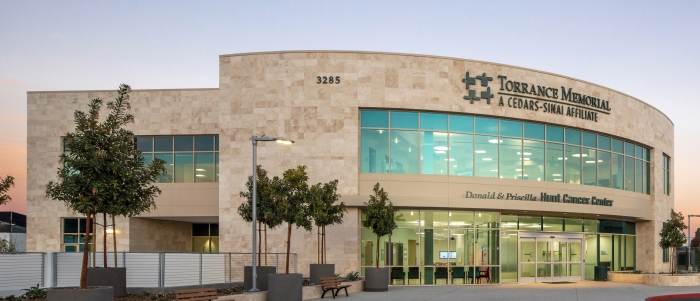 3285
TORRANCE MEMORIAL
A CEDARS-SINAI AFFILIATE
Donald & Priscilla Hunt Cancer Center